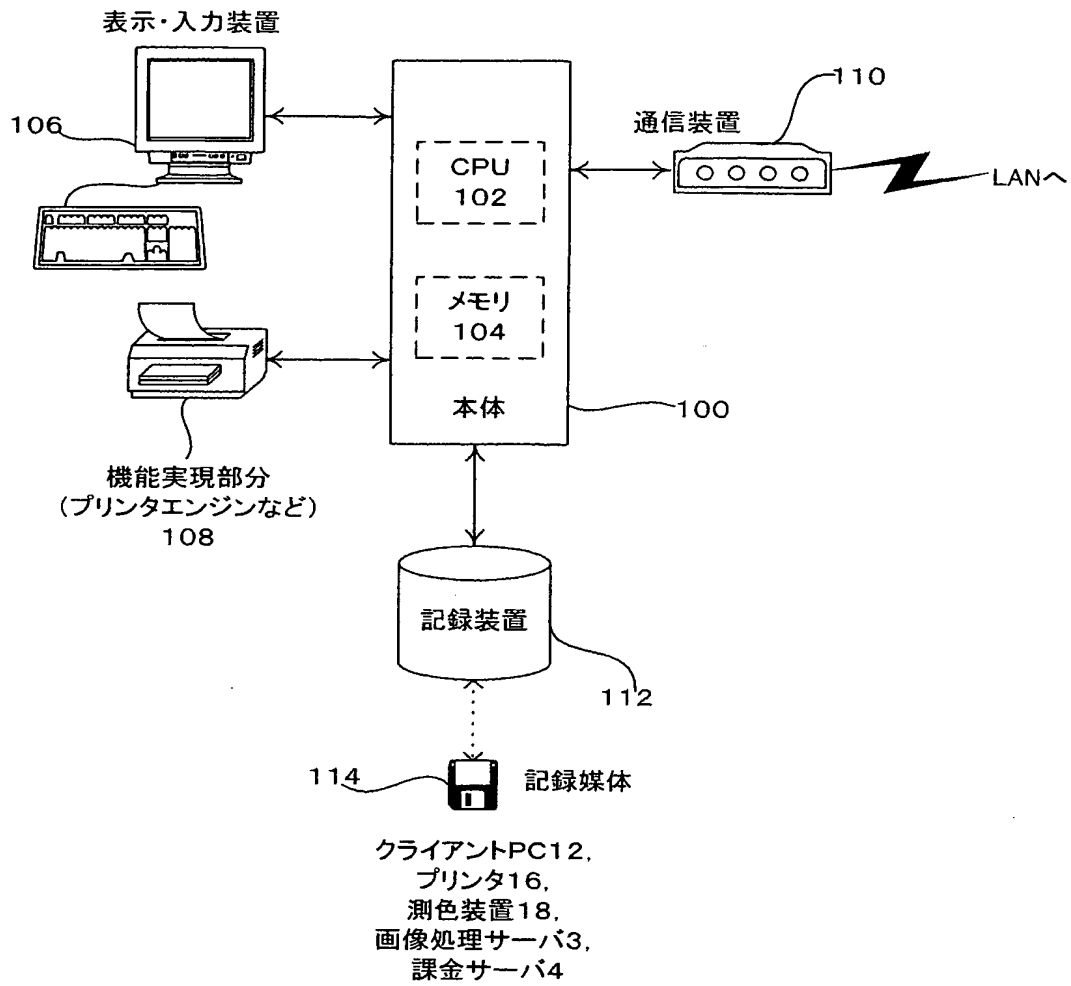 表示・入力装置
106
CPU
102
メモリ
104
本体
100
110
通信装置
LANへ
機能実現部分
(プリンタエンジンなど)
108
記録装置
112
114
記録媒体
クライアントPC12,
プリンタ16,
測色装置18,
画像処理サーバ3,
課金サーバ4